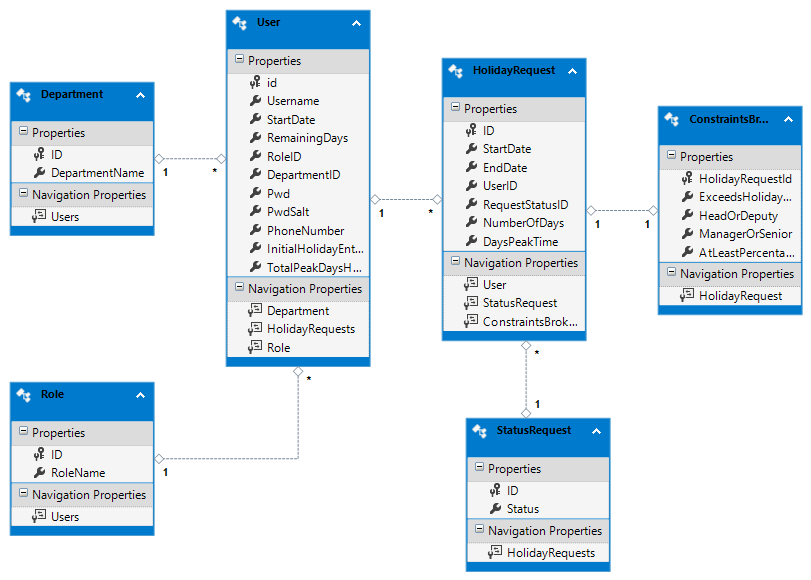 Department
Properties
ID
DepartmentName
Navigation Properties
Users
1
*
User
Properties
id
Username
StartDate
RemainingDays
RoleID
DepartmentID
Pwd
PwdSalt
PhoneNumber
InitialHolidayEnt...
TotalPeakDaysH...
Navigation Properties
Department
HolidayRequests
Role
*
1
*
HolidayRequest
Properties
ID
StartDate
EndDate
UserID
RequestStatusID
NumberOfDays
DaysPeakTime
Navigation Properties
User
StatusRequest
ConstraintsBrok...
*
1
1
ConstraintsBr...
Properties
HolidayRequestId
ExceedsHoliday...
HeadOrDeputy
ManagerOrSenior
AtLeastPercenta...
Navigation Properties
HolidayRequest
Role
Properties
ID
RoleName
Navigation Properties
Users
1
1
StatusRequest
Properties
ID
Status
Navigation Properties
HolidayRequests